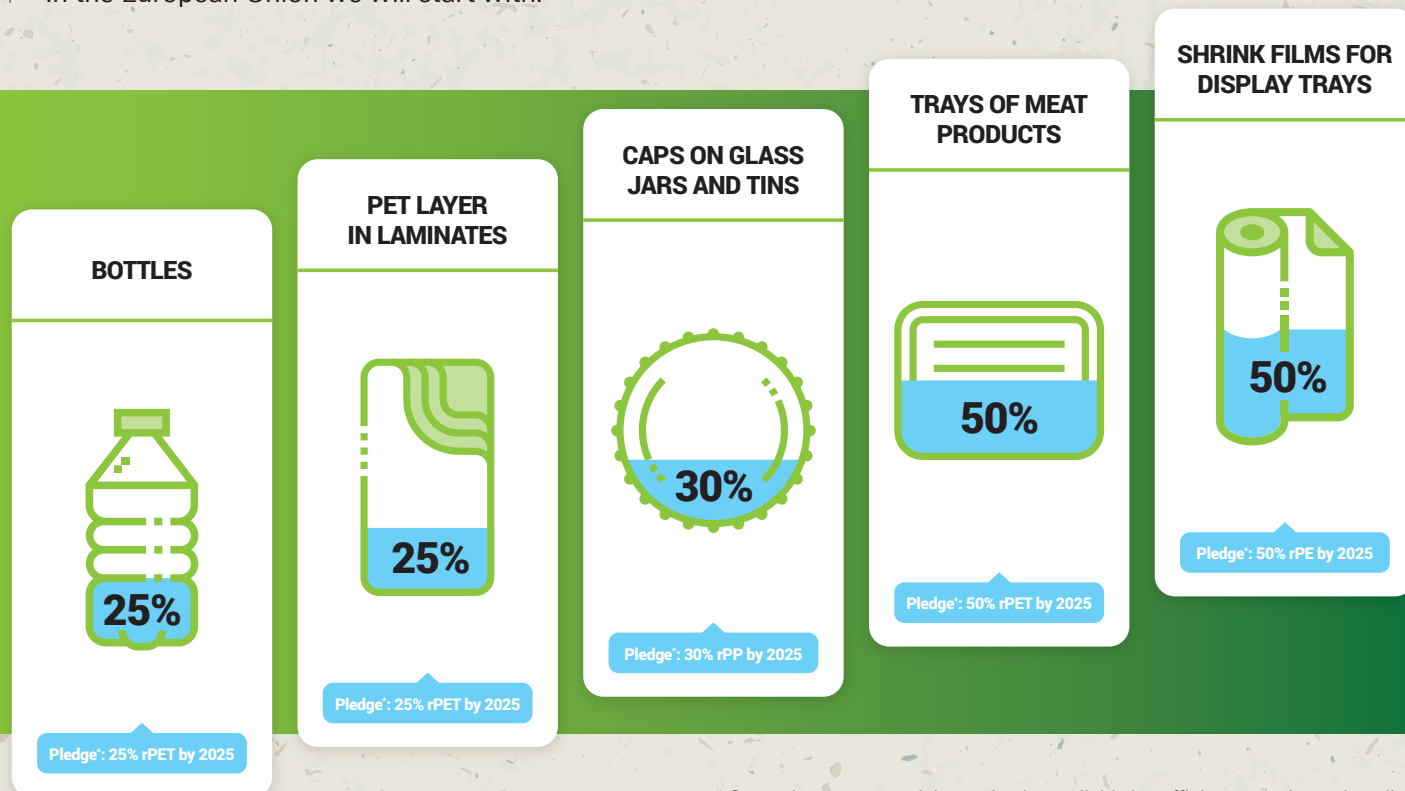 In the European Union we will start with:
BOTTLES
25%
Pledge*: 25% rPET by 2025
PET LAYER
IN LAMINATES
25%
Pledge*: 25% rPET by 2025
CAPS ON GLASS
JARS AND TINS
30%
Pledge*: 30% rPP by 2025
TRAYS OF MEAT
PRODUCTS
50%
Pledge*: 50% rPET by 2025
SHRINK FILMS FOR
DISPLAY TRAYS
50%
Pledge*: 50% rPE by 2025